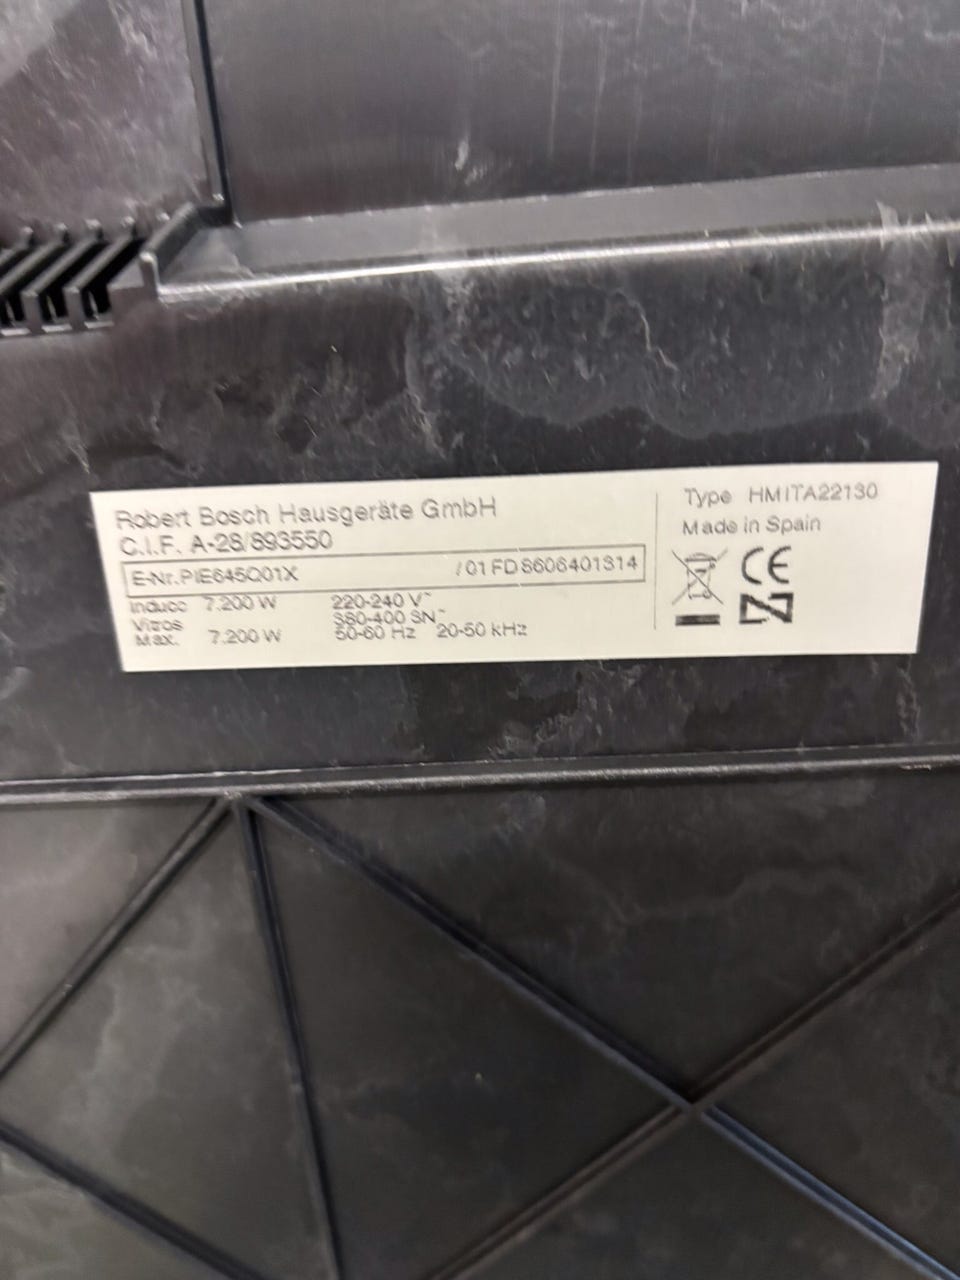 Robert Bosch Hausgeräte GmbH
C.I.F. A-28/893550
E-Nr.PIE645Q01X /01 FD 8606401314
Inducc 7.200 W 220-240 V~
Vitros 380-400 3N~
Max. 7.200 W 50-60 Hz 20-50 kHz
Type HMITA22130
Made in Spain
CE